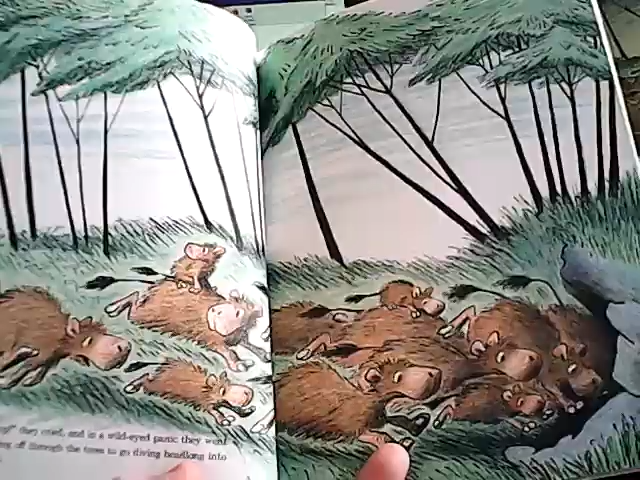 they cried, and in a wild-eyed panic they went
off through the trees to go diving headlong into